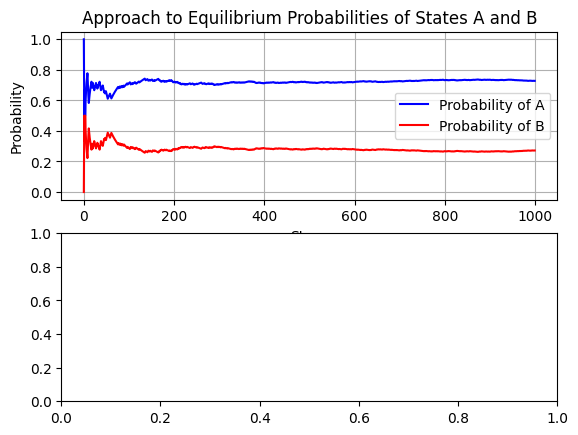 Approach to Equilibrium Probabilities of States A and B
1.0
0.8
0.6
0.4
0.2
0.0
Probability
Probability of A
Probability of B
0 200 400 600 800 1000
1.0
0.8
0.6
0.4
0.2
0.0
0.0 0.2 0.4 0.6 0.8 1.0